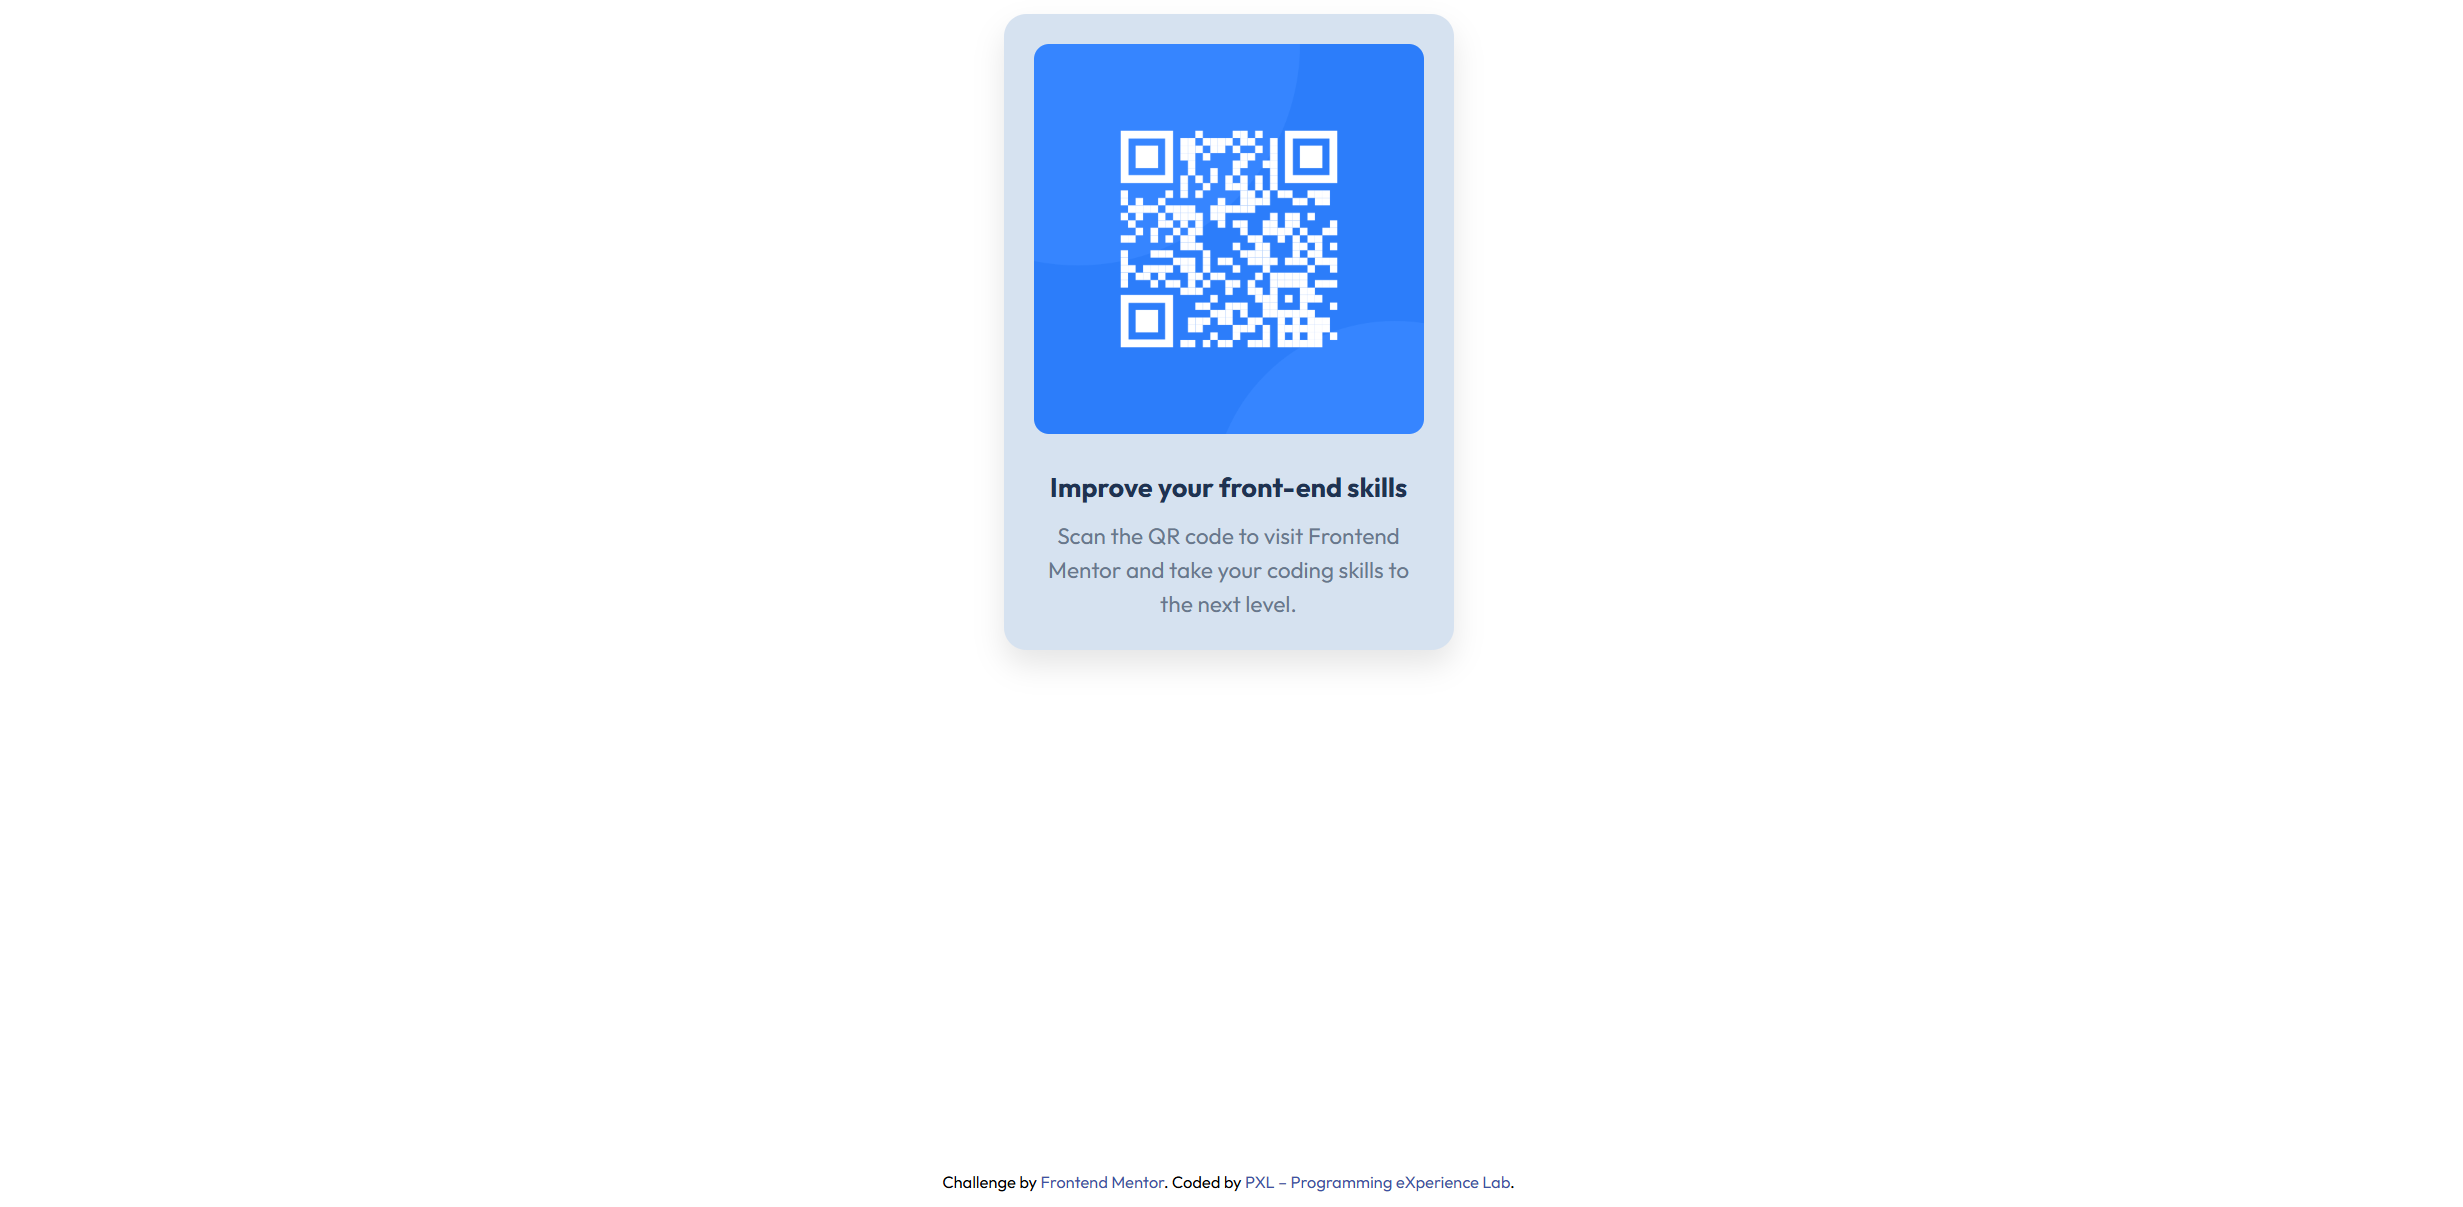 Improve your front-end skills
Scan the QR code to visit Frontend
Mentor and take your coding skills to
the next level.
Challenge by Frontend Mentor. Coded by PXL – Programming eXperience Lab.